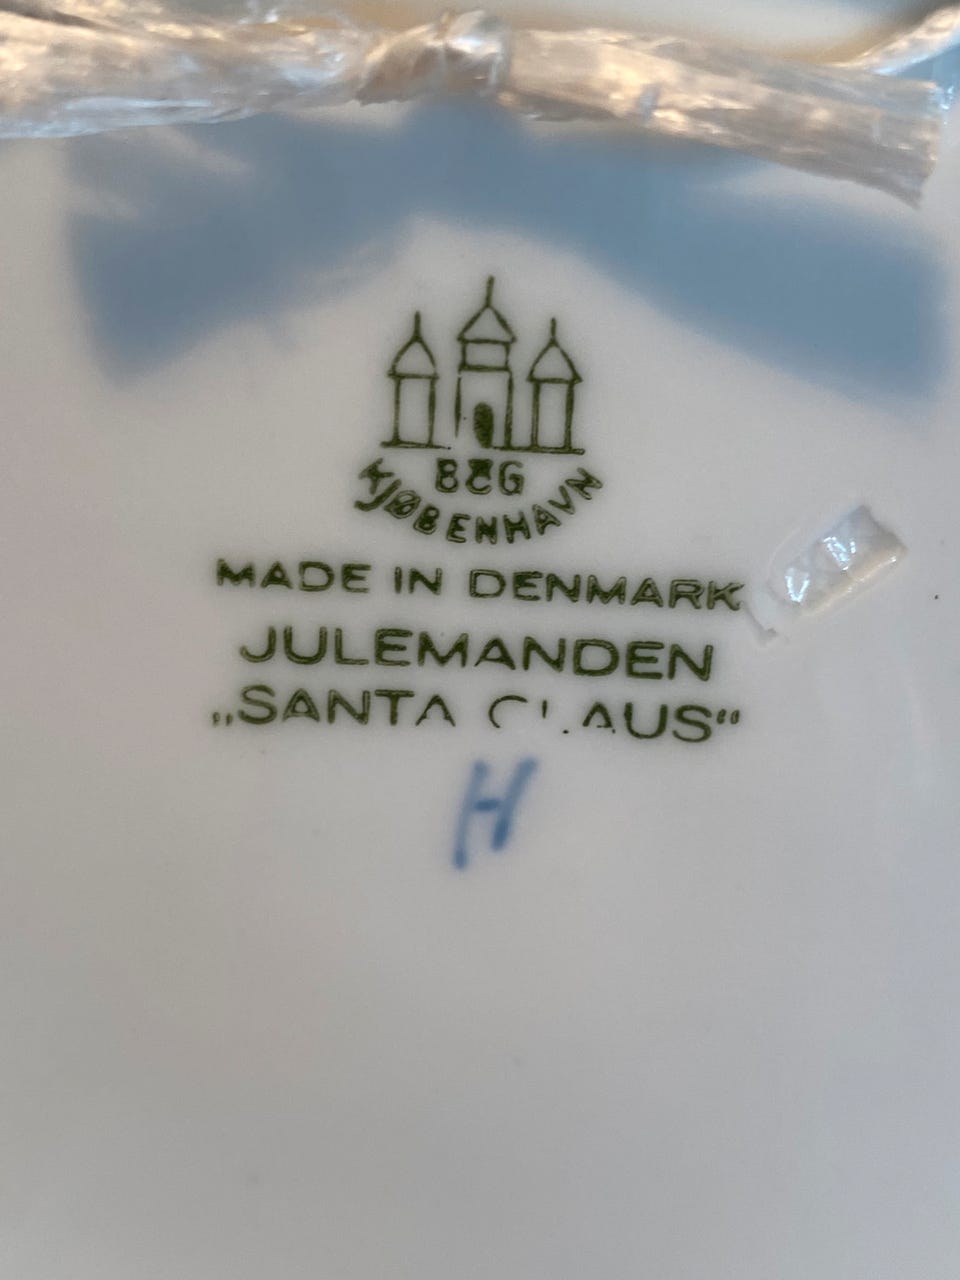 B&G
KJØBENHAVN
MADE IN DENMARK
JULEMANDEN
„SANTA CLAUS“
H